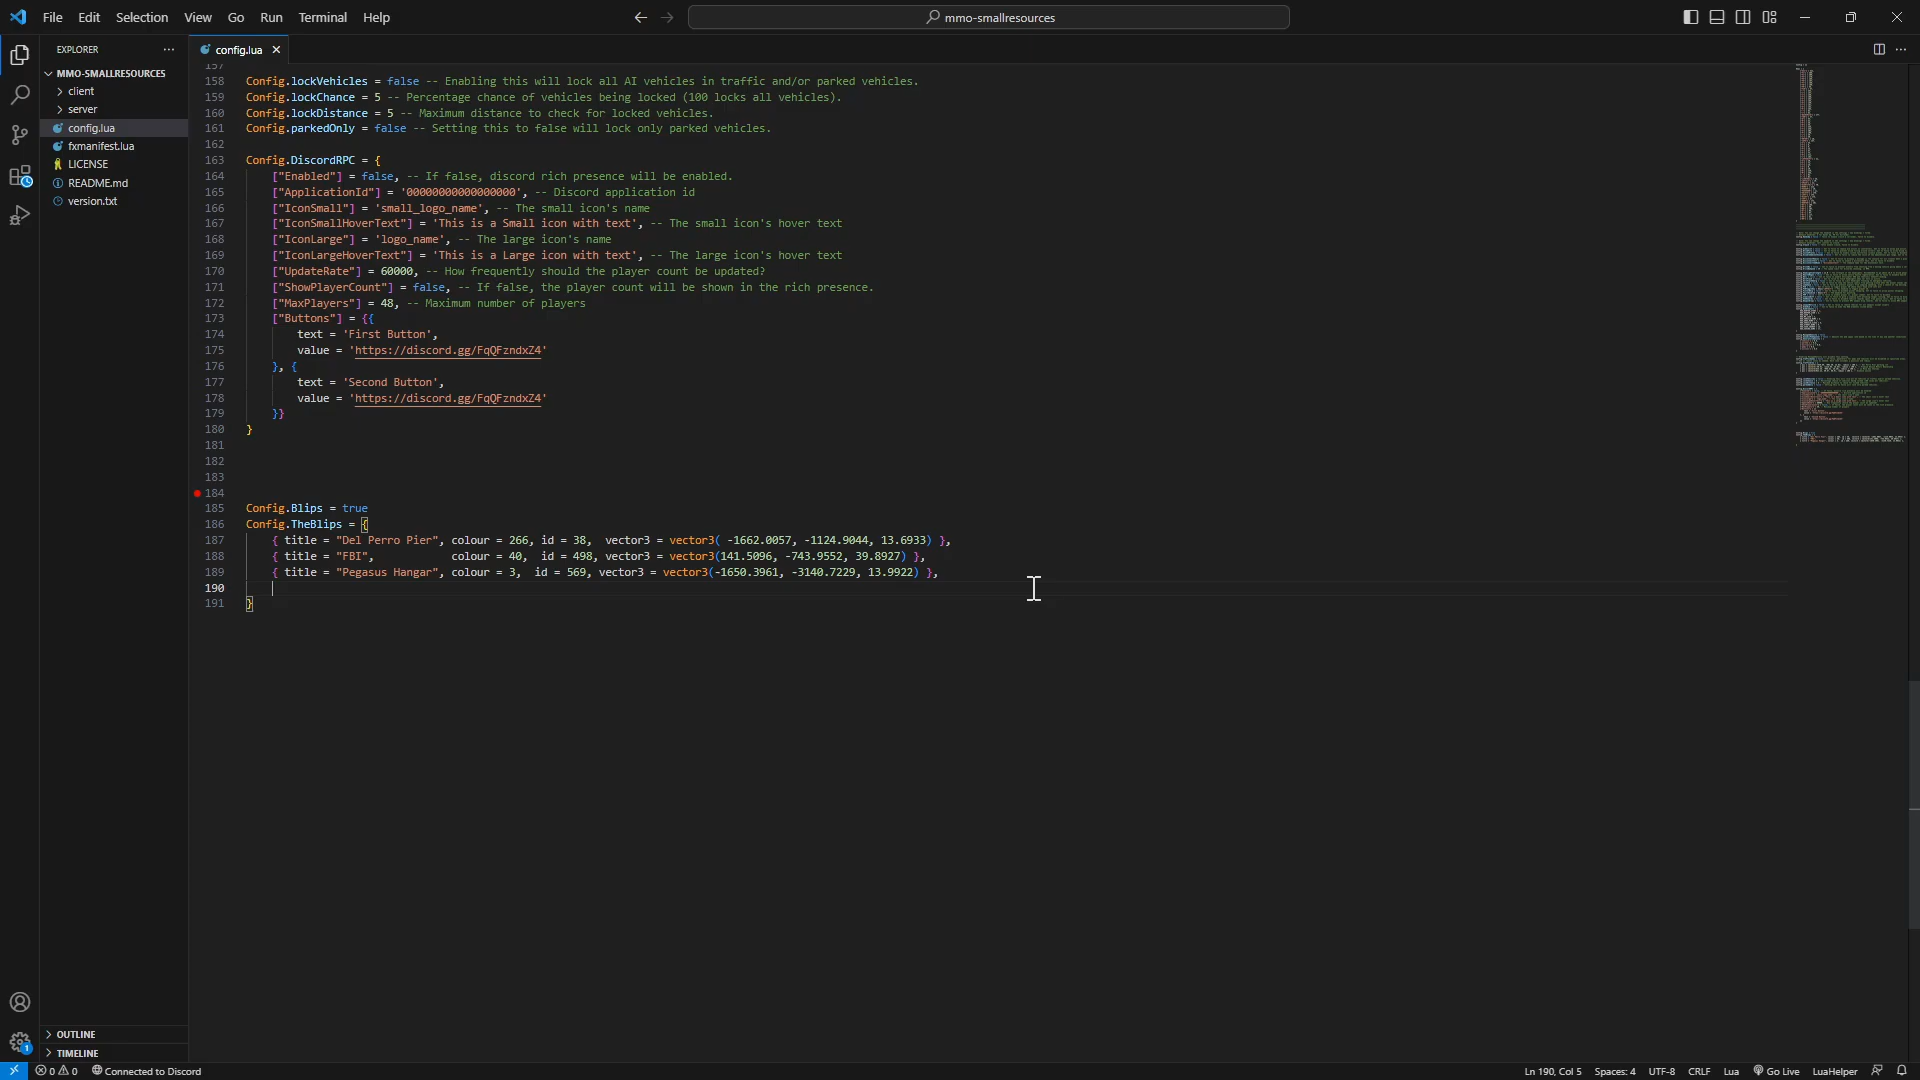 File Edit Selection View Go Run Terminal Help
mmo-smallresources
EXPLORER
config.lua
MMO-SMALLRESOURCES
client
server
config.lua
fxmanifest.lua
LICENSE
README.md
version.txt
157
158 Config.lockVehicles = false -- Enabling this will lock all AI vehicles in traffic and/or parked vehicles.
159 Config.lockChance = 5 -- Percentage chance of vehicles being locked (100 locks all vehicles).
160 Config.lockDistance = 5 -- Maximum distance to check for locked vehicles.
161 Config.parkedOnly = false -- Setting this to false will lock only parked vehicles.
162
163 Config.DiscordRPC = {
164 ["Enabled"] = false, -- If false, discord rich presence will be enabled.
165 ["ApplicationId"] = '00000000000000000', -- Discord application id
166 ["IconSmall"] = 'small_logo_name', -- The small icon's name
167 ["IconSmallHoverText"] = 'This is a Small icon with text', -- The small icon's hover text
168 ["IconLarge"] = 'logo_name', -- The large icon's name
169 ["IconLargeHoverText"] = 'This is a Large icon with text', -- The large icon's hover text
170 ["UpdateRate"] = 60000, -- How frequently should the player count be updated?
171 ["ShowPlayerCount"] = false, -- If false, the player count will be shown in the rich presence.
172 ["MaxPlayers"] = 48, -- Maximum number of players
173 ["Buttons"] = {{
174 text = 'First Button',
175 value = 'https://discord.gg/FqQFzndxZ4'
176 }, {
177 text = 'Second Button',
178 value = 'https://discord.gg/FqQFzndxZ4'
179 }}
180 }
181
182
183
184
185 Config.Blips = true
186 Config.TheBlips = {
187 { title = "Del Perro Pier", colour = 266, id = 38, vector3 = vector3( -1662.0057, -1124.9044, 13.6933) },
188 { title = "FBI", colour = 40, id = 498, vector3 = vector3(141.5096, -743.9552, 39.8927) },
189 { title = "Pegasus Hangar", colour = 3, id = 569, vector3 = vector3(-1650.3961, -3140.7229, 13.9922) },
190
191 }
OUTLINE
TIMELINE
1
0 0 Connected to Discord
Ln 190, Col 5 Spaces: 4 UTF-8 CRLF Lua Go Live LuaHelper